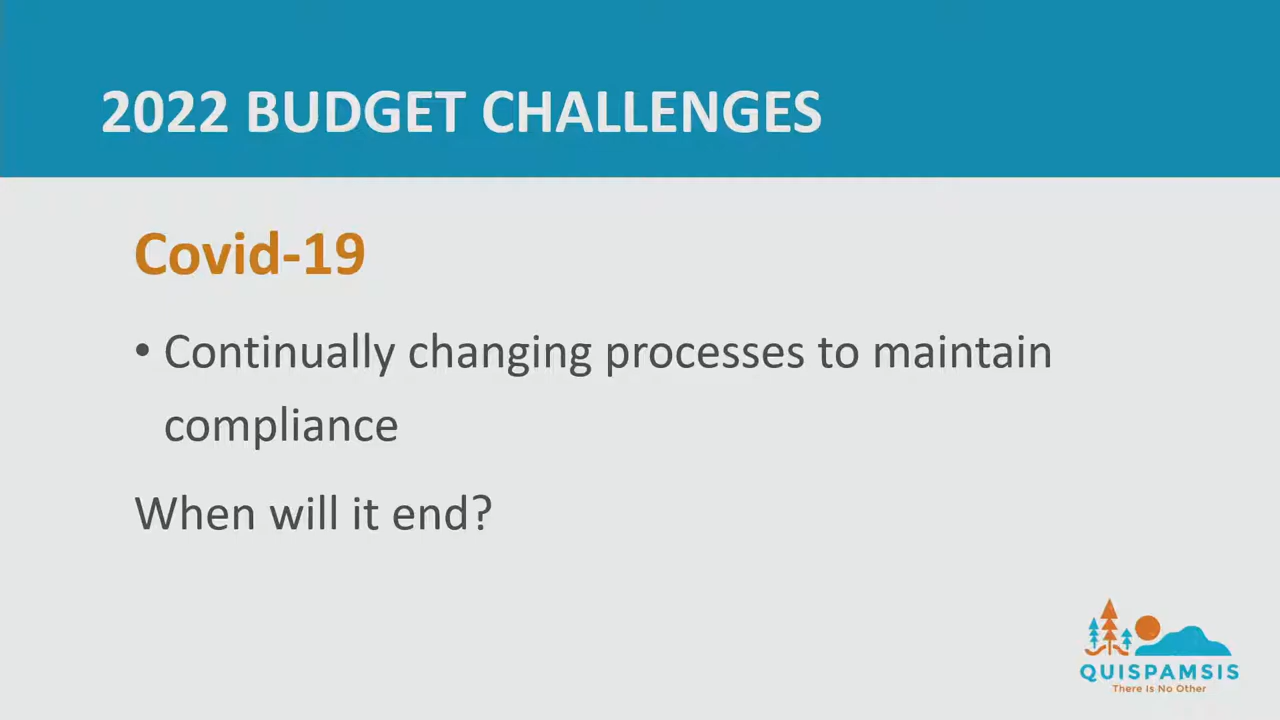 2022 BUDGET CHALLENGES
Covid-19
• Continually changing processes to maintain
compliance
When will it end?
QUISPAMSIS
There Is No Other